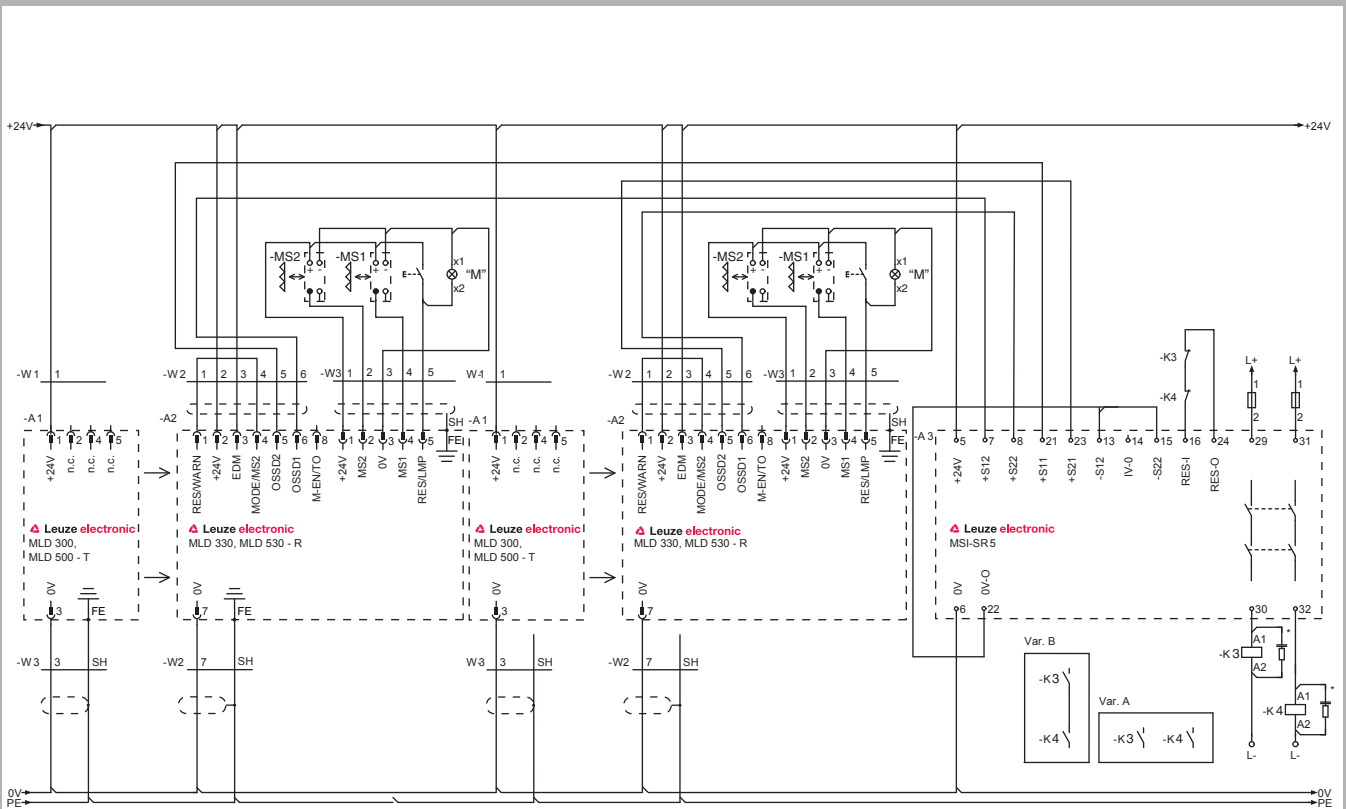 +24V +24V
-MS2 -MS1 x1 "M" x2
+ - + - E
-MS2 -MS1 x1 "M" x2
+ - + - E
-K3 L+ L+
-K4 1 2 1 2
-W1 1 -W2 1 2 3 4 5 6 -W3 1 2 3 4 5 W-1 1 -W2 1 2 3 4 5 6 -W3 1 2 3 4 5
-A1 -A2 SH -A1 -A2 SH -A3
1 2 4 5
+24V n.c. n.c. n.c.
1 2 3 4 5 6 8 1 2 3 4 5 FE
RES/WARN +24V EDM MODE/MS2 OSSD2 OSSD1 M-EN/TO +24V MS2 0V MS1 RES/LMP
1 2 4 5
+24V n.c. n.c. n.c.
1 2 3 4 5 6 8 1 2 3 4 5 FE
RES/WARN +24V EDM MODE/MS2 OSSD2 OSSD1 M-EN/TO +24V MS2 0V MS1 RES/LMP
5 7 8 21 23 13 14 15 16 24 29 31
+24V +S12 +S22 +S11 +S21 -S12 IV-0 -S22 RES-I RES-O
Leuze electronic
MLD 300,
MLD 500 - T
Leuze electronic
MLD 330, MLD 530 - R
Leuze electronic
MLD 300,
MLD 500 - T
Leuze electronic
MLD 330, MLD 530 - R
Leuze electronic
MSI-SR5
0V 0V 0V 0V 0V 0V-O
3 FE 7 FE 3 7 6 22 30 32
-W3 3 SH -W2 7 SH W3 3 SH -W2 7 SH
Var. B
-K3
-K4
Var. A
-K3 -K4
-K3 A1 A2 *
-K4 A1 A2 *
L- L-
0V 0V
PE PE